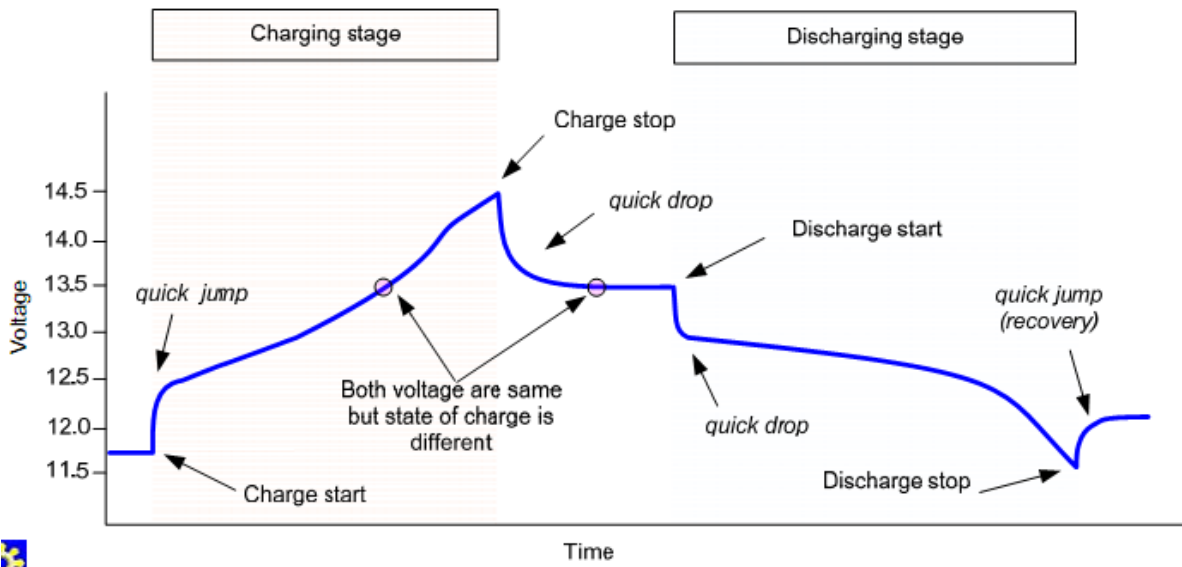 Charging stage
Discharging stage
Charge stop
quick drop
Discharge start
quick jump
quick jump
(recovery)
Both voltage are same
but state of charge is
different
quick drop
Charge start
Discharge stop
Voltage
14.5
14.0
13.5
13.0
12.5
12.0
11.5
Time